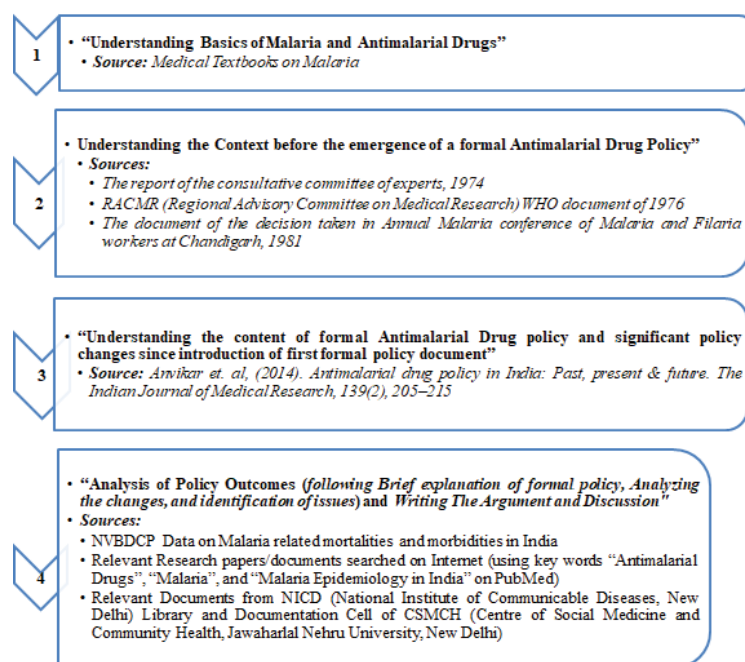 1
• “Understanding Basics of Malaria and Antimalarial Drugs”
• Source: Medical Textbooks on Malaria
2
• Understanding the Context before the emergence of a formal Antimalarial Drug Policy”
• Sources:
• The report of the consultative committee of experts, 1974
• RACMR (Regional Advisory Committee on Medical Research) WHO document of 1976
• The document of the decision taken in Annual Malaria conference of Malaria and Filaria
workers at Chandigarh, 1981
3
• “Understanding the content of formal Antimalarial Drug policy and significant policy
changes since introduction of first formal policy document”
• Source: Anvikar et. al, (2014). Antimalarial drug policy in India: Past, present & future. The
Indian Journal of Medical Research, 139(2), 205–215
4
• “Analysis of Policy Outcomes (following Brief explanation of formal policy, Analyzing
the changes, and identification of issues) and Writing The Argument and Discussion"
• Sources:
• NVBDCP Data on Malaria related mortalities and morbidities in India
• Relevant Research papers/documents searched on Internet (using key words “Antimalarial
Drugs”, “Malaria”, and “Malaria Epidemiology in India” on PubMed)
• Relevant Documents from NICD (National Institute of Communicable Diseases, New
Delhi) Library and Documentation Cell of CSMCH (Centre of Social Medicine and
Community Health, Jawaharlal Nehru University, New Delhi)